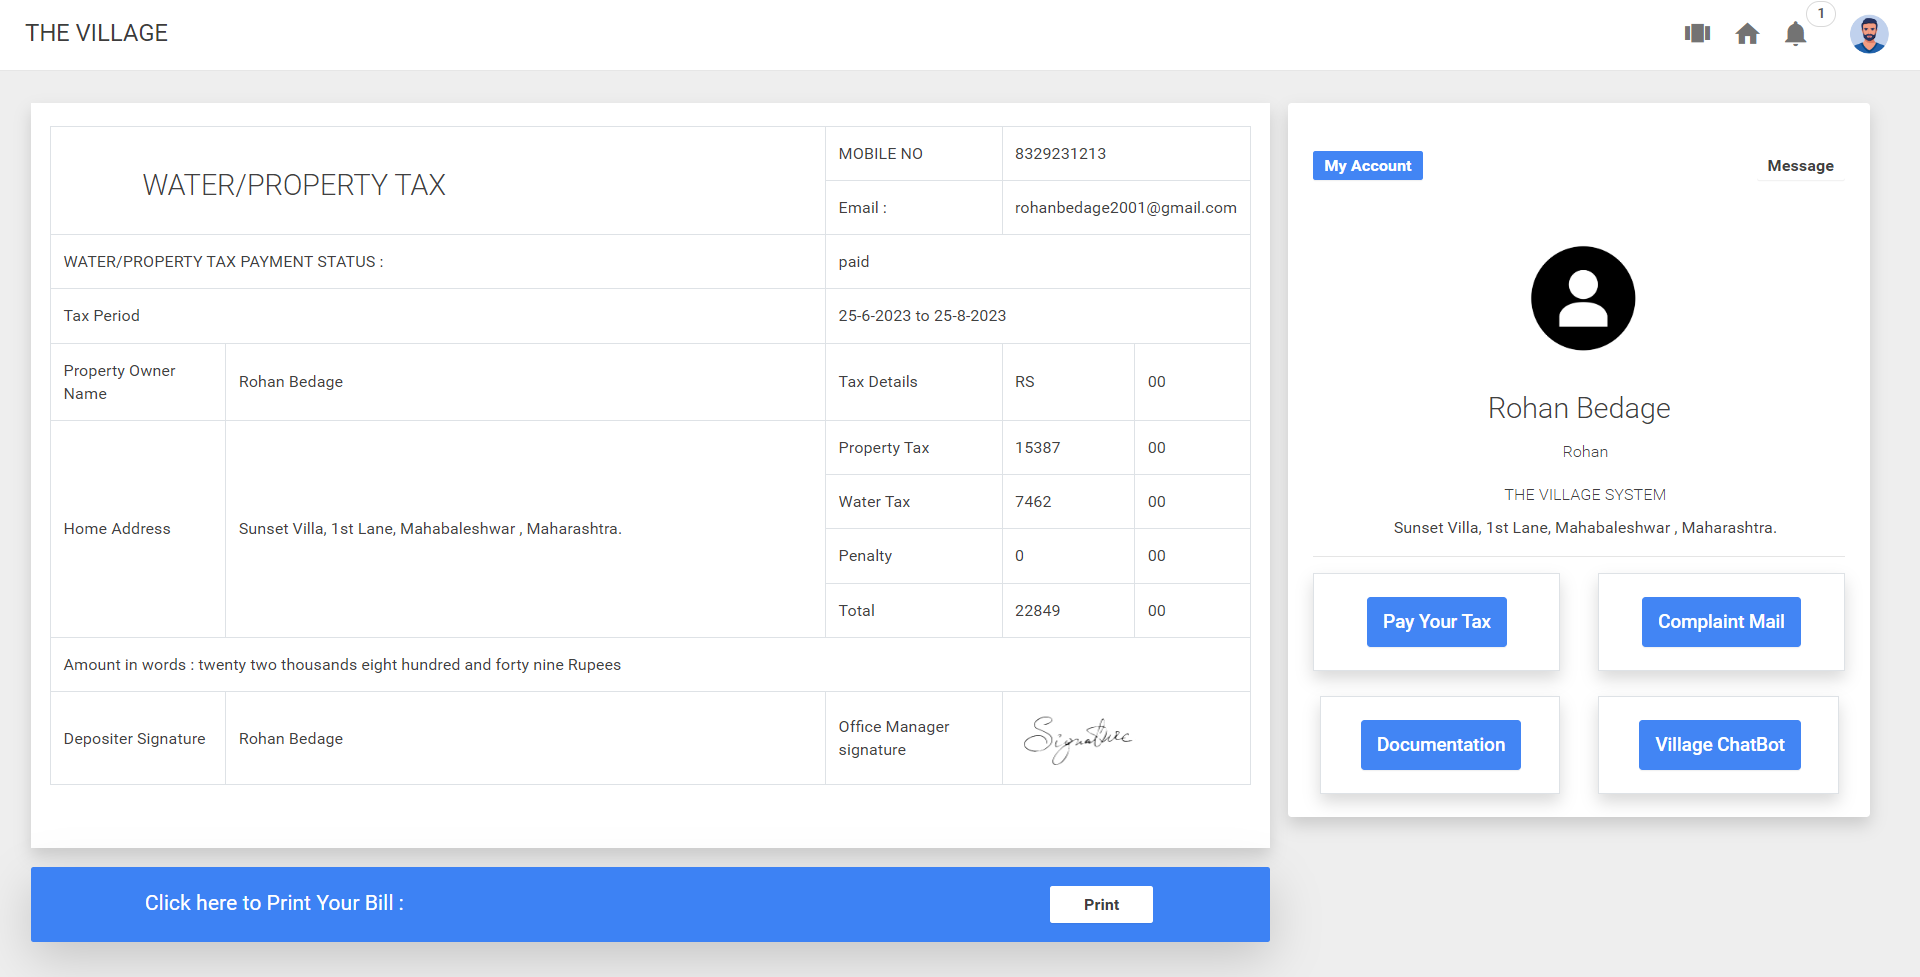 THE VILLAGE
1
WATER/PROPERTY TAX
MOBILE NO 8329231213
Email : rohanbedage2001@gmail.com
WATER/PROPERTY TAX PAYMENT STATUS : paid
Tax Period 25-6-2023 to 25-8-2023
Property Owner
Name
Rohan Bedage
Tax Details RS 00
Home Address
Sunset Villa, 1st Lane, Mahabaleshwar , Maharashtra.
Property Tax 15387 00
Water Tax 7462 00
Penalty 0 00
Total 22849 00
Amount in words : twenty two thousands eight hundred and forty nine Rupees
Depositer Signature Rohan Bedage
Office Manager
signature
Signature
Click here to Print Your Bill : Print
My Account Message
Rohan Bedage
Rohan
THE VILLAGE SYSTEM
Sunset Villa, 1st Lane, Mahabaleshwar , Maharashtra.
Pay Your Tax Complaint Mail
Documentation Village ChatBot